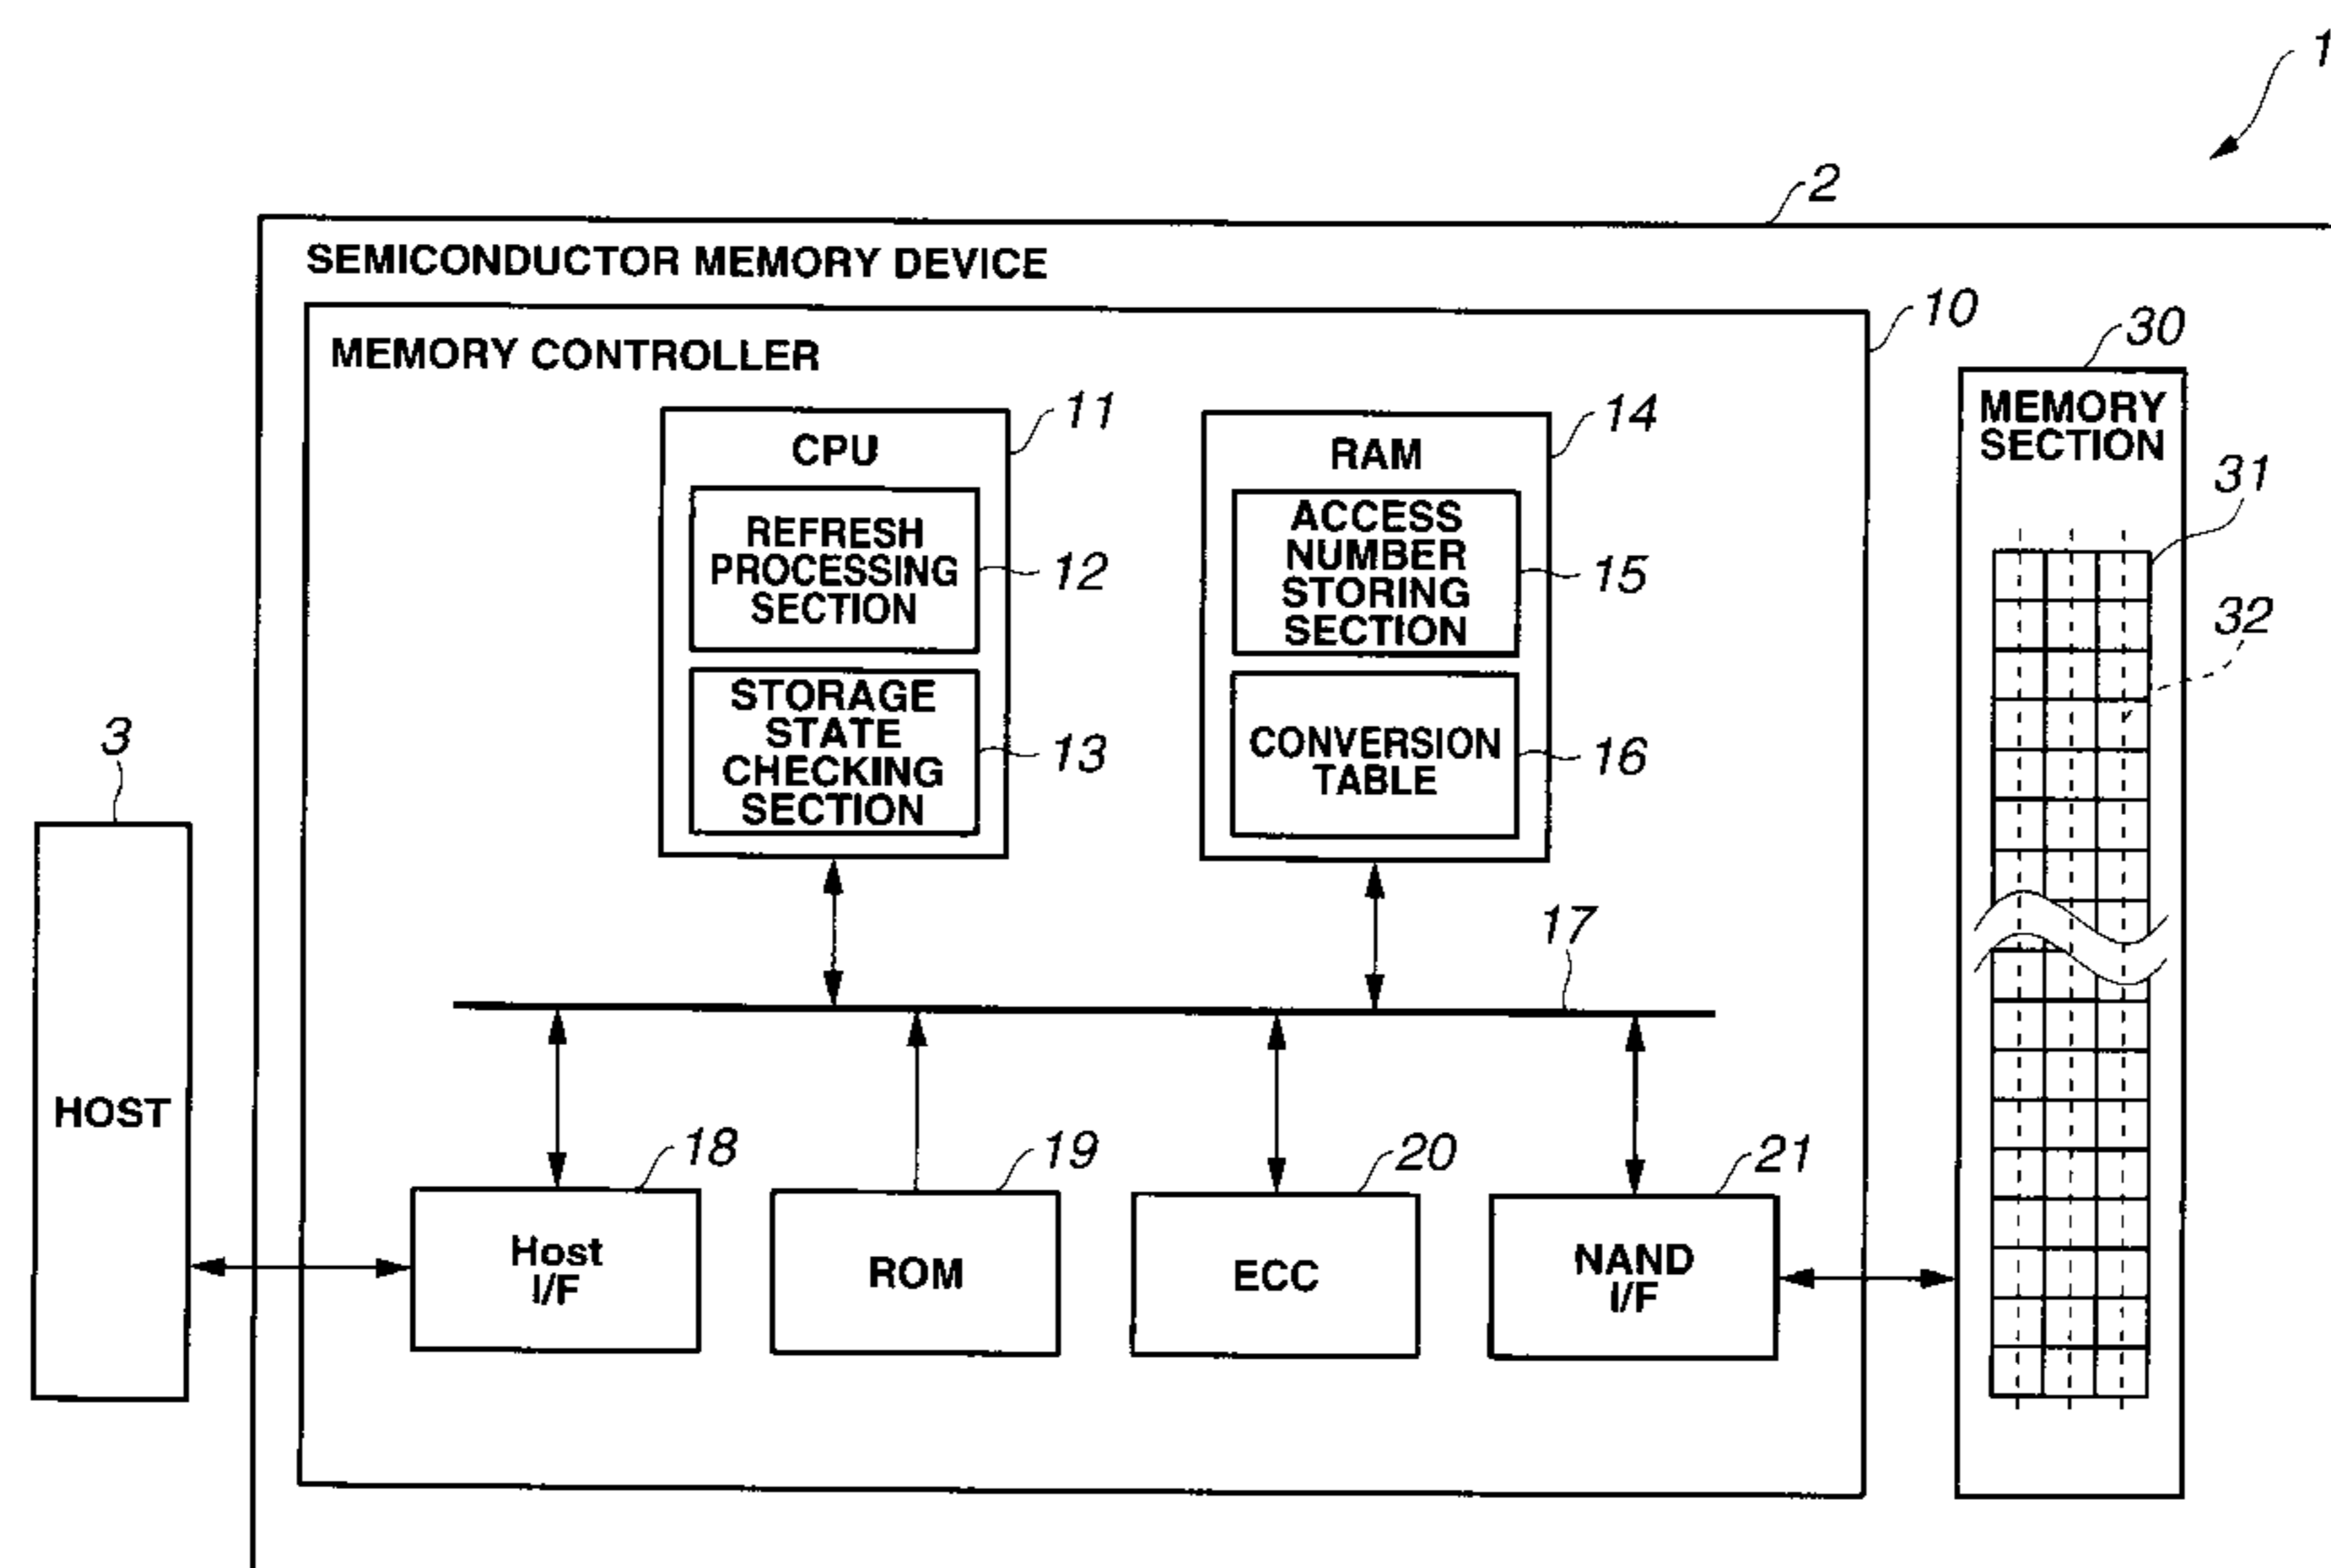 1
2
SEMICONDUCTOR MEMORY DEVICE
10
MEMORY CONTROLLER
30
MEMORY
SECTION
11
CPU
14
RAM
31
REFRESH
PROCESSING
SECTION
12
ACCESS
NUMBER
STORING
SECTION
15
32
STORAGE
STATE
CHECKING
SECTION
13
CONVERSION
TABLE
16
3
17
HOST
18
19
20
21
Host
I/F
ROM
ECC
NAND
I/F